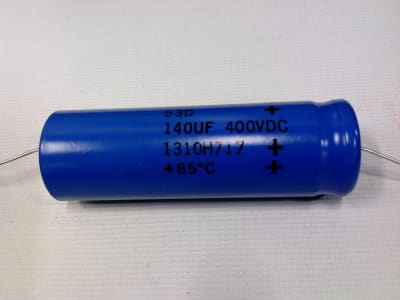 53D +
140UF 400VDC
1310H717 +
+85°C +